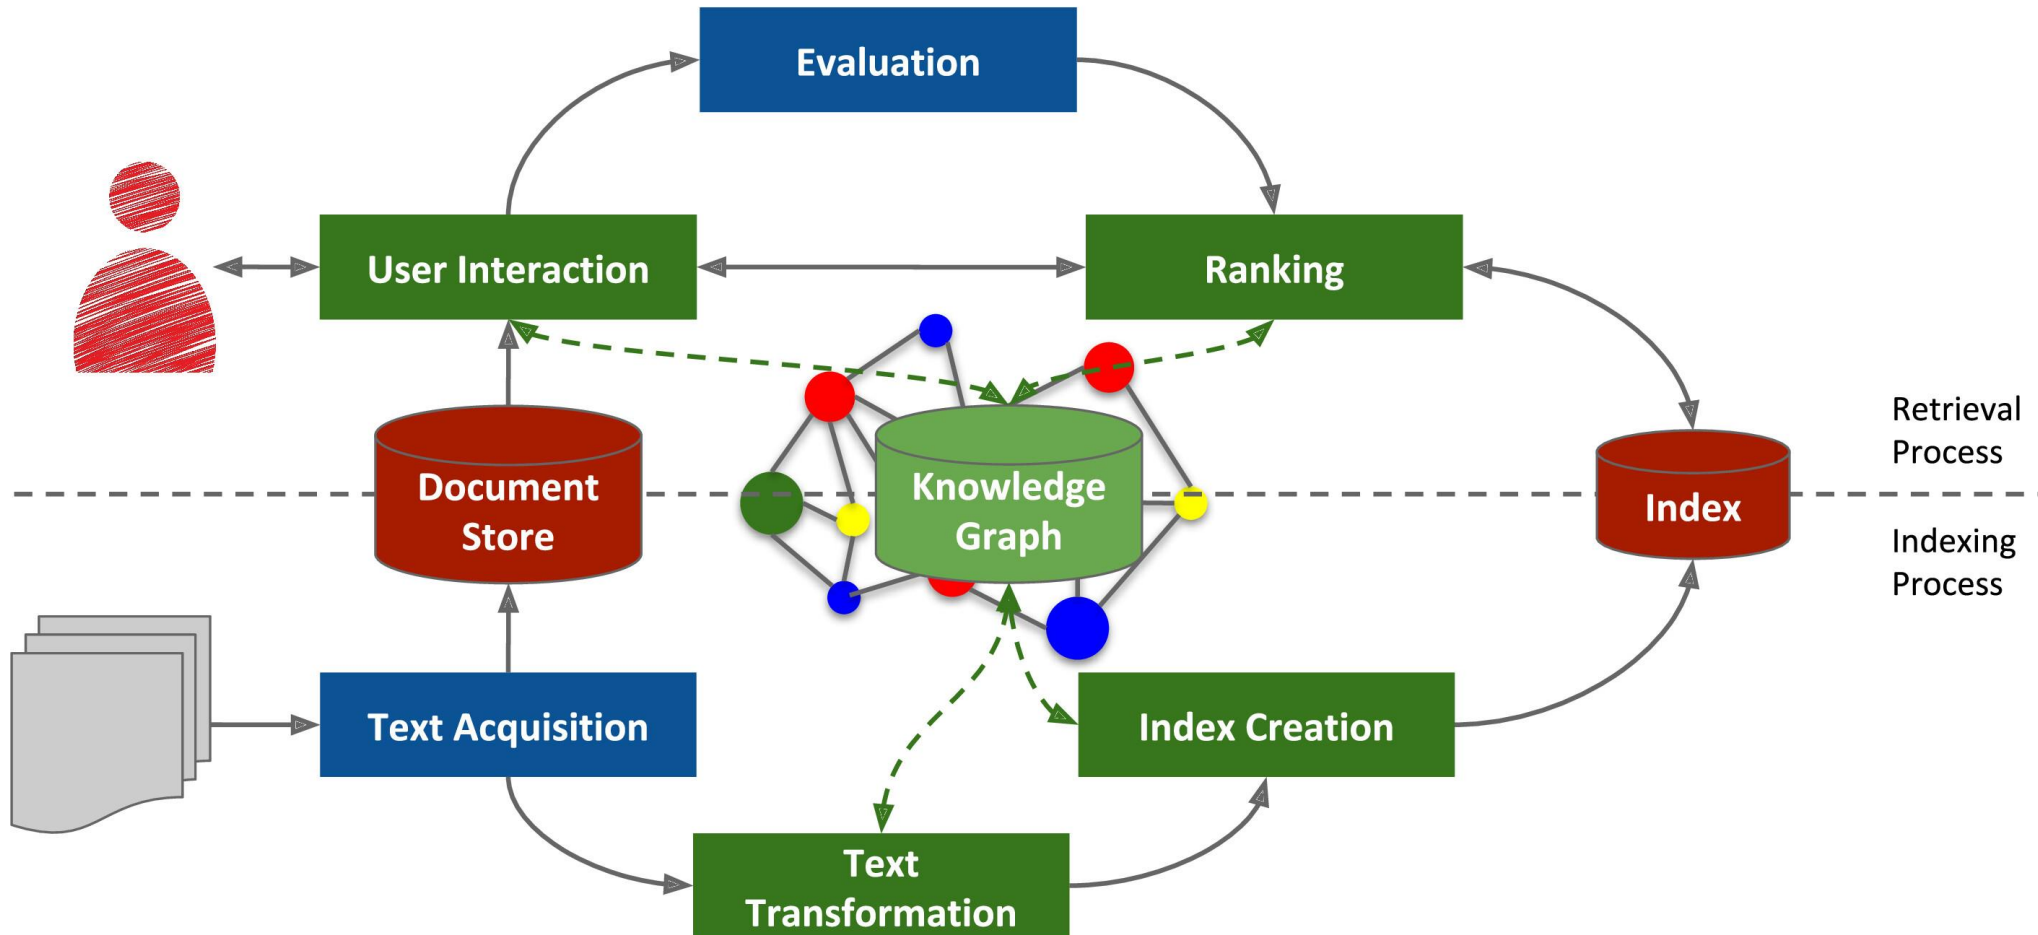 Evaluation
User Interaction
Ranking
Retrieval
Process
Document
Store
Knowledge
Graph
Index
Indexing
Process
Text Acquisition
Index Creation
Text
Transformation